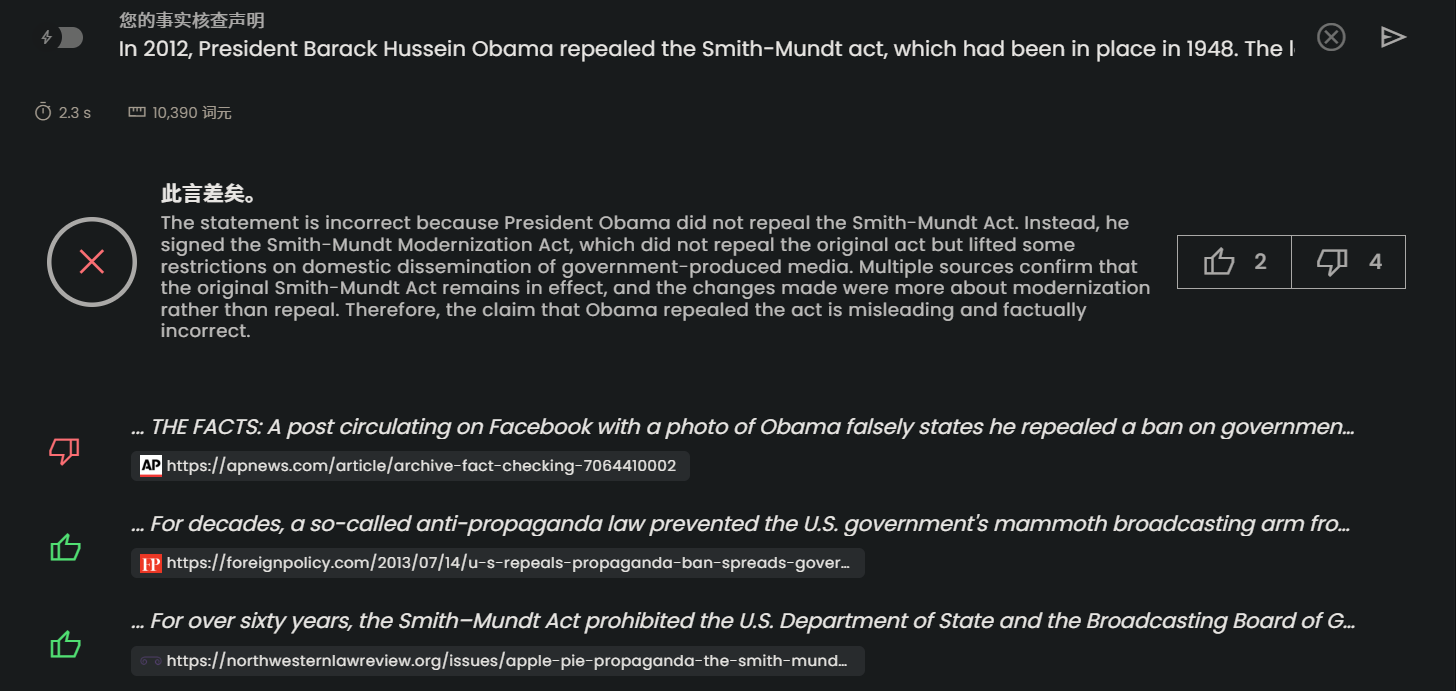 您的事实核查声明
In 2012, President Barack Hussein Obama repealed the Smith-Mundt act, which had been in place in 1948. The
2.3 s
10,390 词元
此言差矣。
The statement is incorrect because President Obama did not repeal the Smith-Mundt Act. Instead, he
signed the Smith-Mundt Modernization Act, which did not repeal the original act but lifted some
restrictions on domestic dissemination of government-produced media. Multiple sources confirm that
the original Smith-Mundt Act remains in effect, and the changes made were more about modernization
rather than repeal. Therefore, the claim that Obama repealed the act is misleading and factually
incorrect.
2
4
... THE FACTS: A post circulating on Facebook with a photo of Obama falsely states he repealed a ban on governmen...
AP https://apnews.com/article/archive-fact-checking-7064410002
... For decades, a so-called anti-propaganda law prevented the U.S. government's mammoth broadcasting arm fro...
FP https://foreignpolicy.com/2013/07/14/u-s-repeals-propaganda-ban-spreads-gover...
... For over sixty years, the Smith–Mundt Act prohibited the U.S. Department of State and the Broadcasting Board of G...
https://northwesternlawreview.org/issues/apple-pie-propaganda-the-smith-mund...